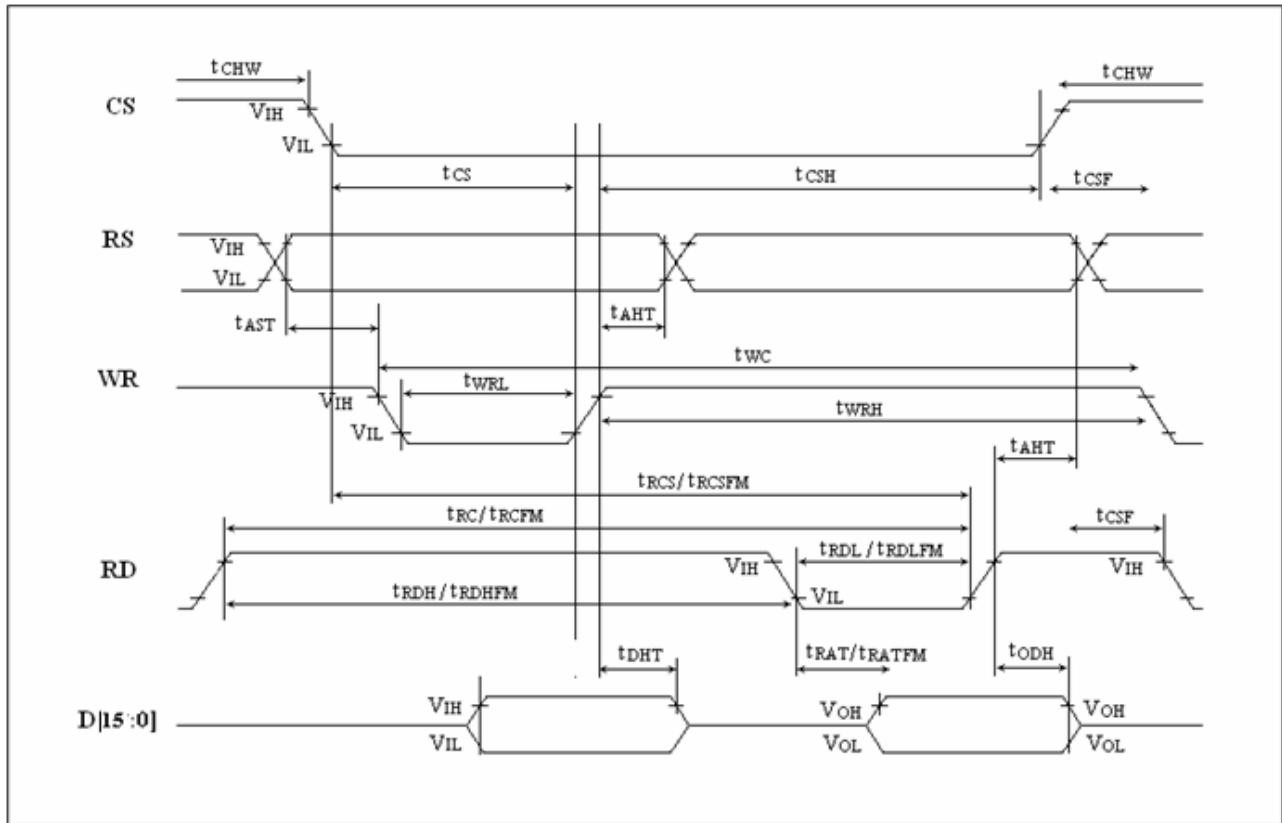 tCHW
tCHW
CS
VIH
VIL
tCS
tCSH
tCSF
RS
VIH
VIL
tAST
tAHT
tWC
WR
tWRL
VIH
tWRH
VIL
tAHT
tRCS/tRCSFM
tRC/tRCFM
tCSF
RD
VIH
tRDL/tRDLFM
VIH
tRDH/tRDHFM
VIL
tDHT
tRAT/tRATFM
tODH
VIH
VOH
VOH
D[15:0]
VIL
VOL
VOL